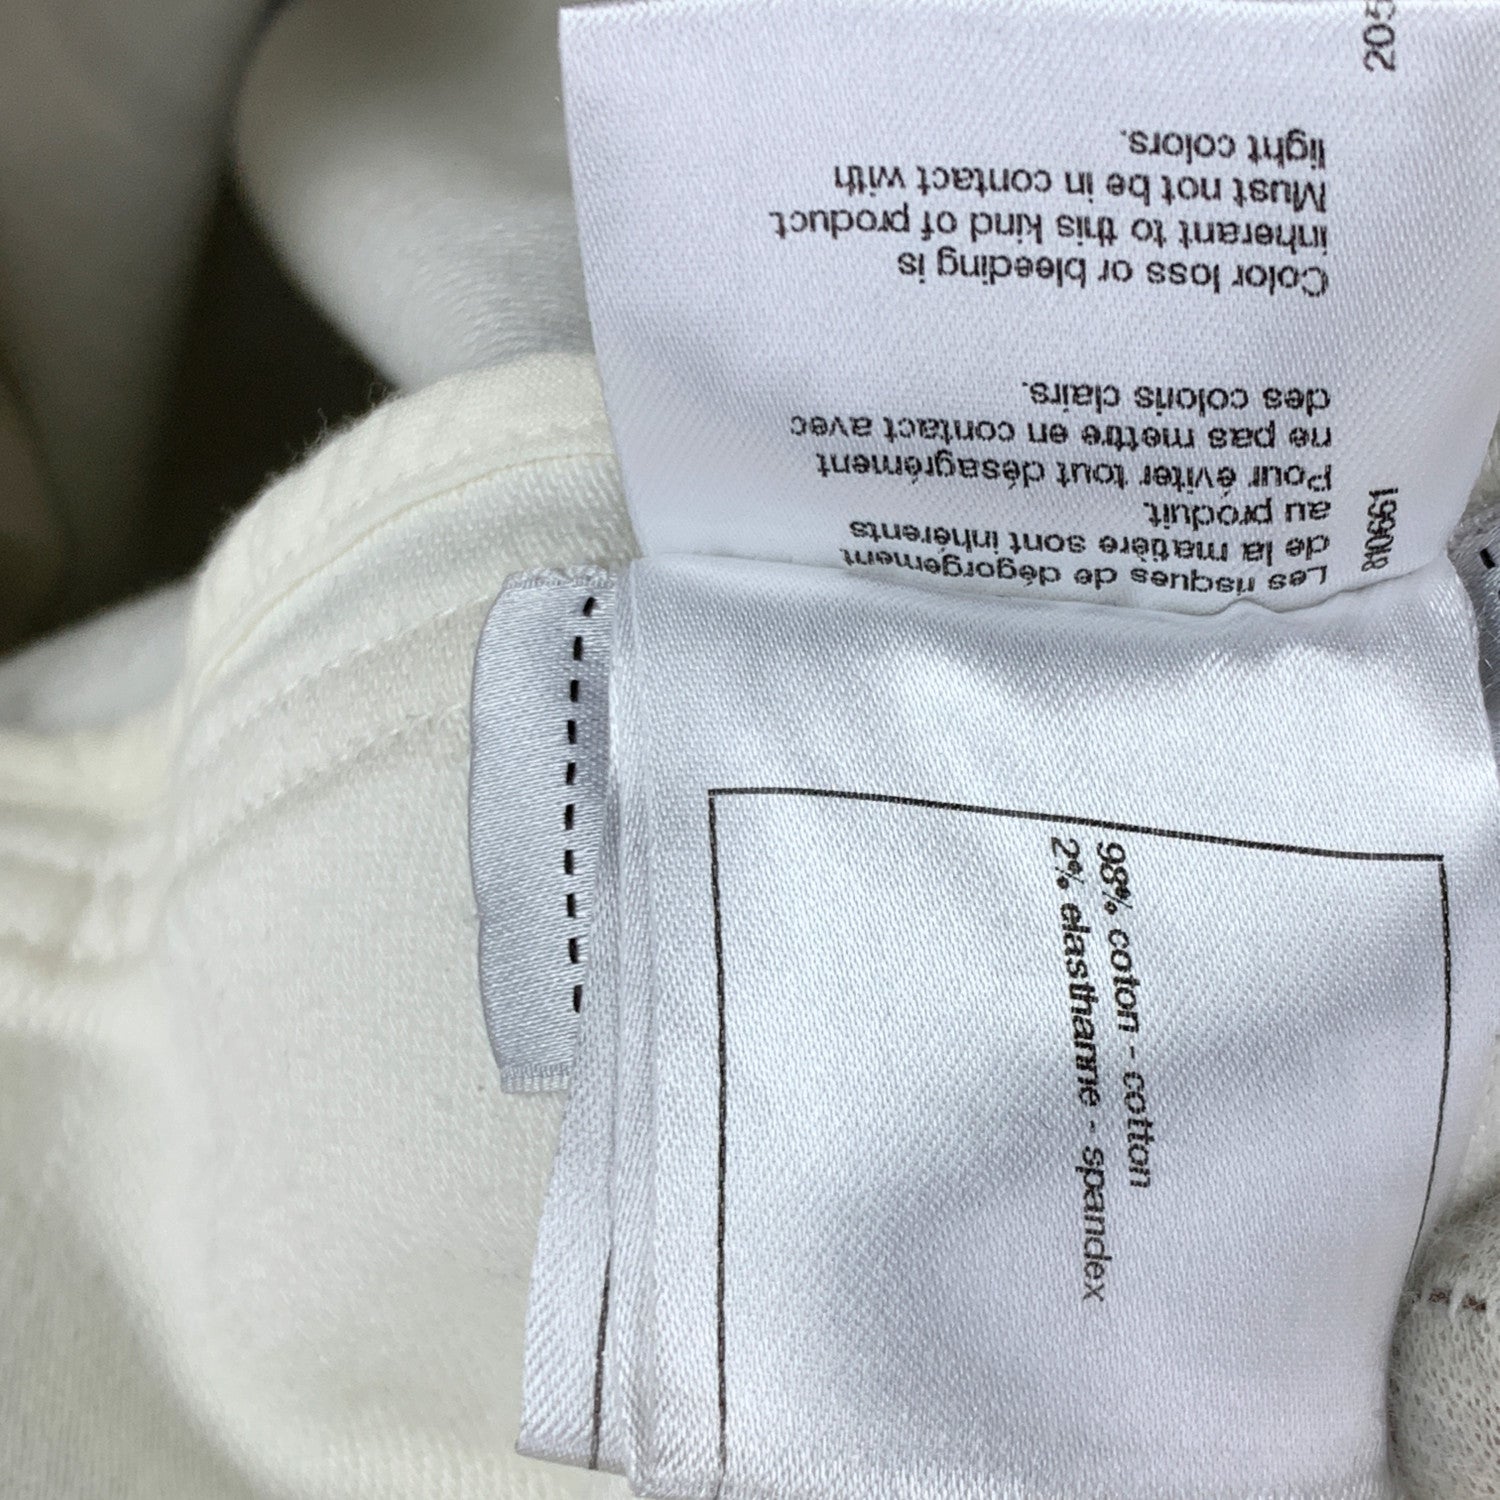 Les risques de dégorgement
de la matière sont inhérents
au produit.
Pour éviter tout désagrément
ne pas mettre en contact avec
des coloris clairs.
Color loss or bleeding is
inherant to this kind of product
Must not be in contact with
light colors.
810661
205
98% coton - cotton
2% elasthanne - spandex